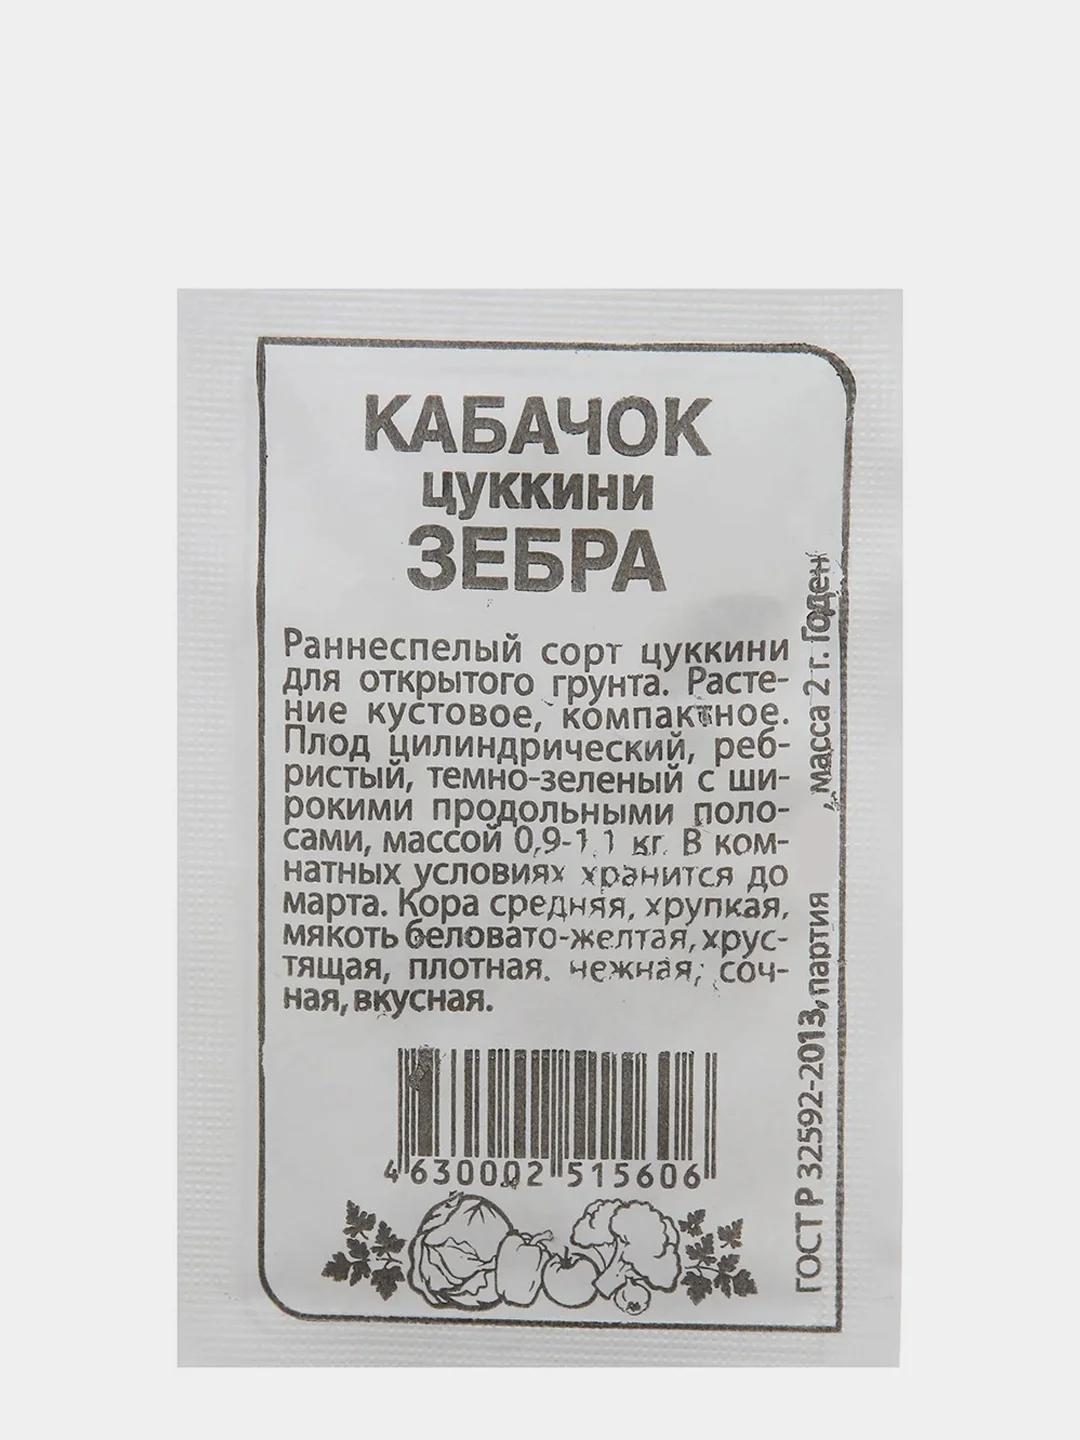 КАБАЧОК
цуккини
ЗЕБРА
Раннеспелый сорт цуккини
для открытого грунта. Расте-
ние кустовое, компактное.
Плод цилиндрический, реб-
ристый, темно-зеленый с ши-
рокими продольными поло-
сами, массой 0,9-1,1 кг. В ком-
натных условиях хранится до
марта. Кора средняя, хрупкая,
мякоть беловато-желтая, хрус-
тящая, плотная, нежная, соч-
ная, вкусная.
4 630002 515606
ГОСТ Р 32592-2013, партия , масса 2 г. Годен